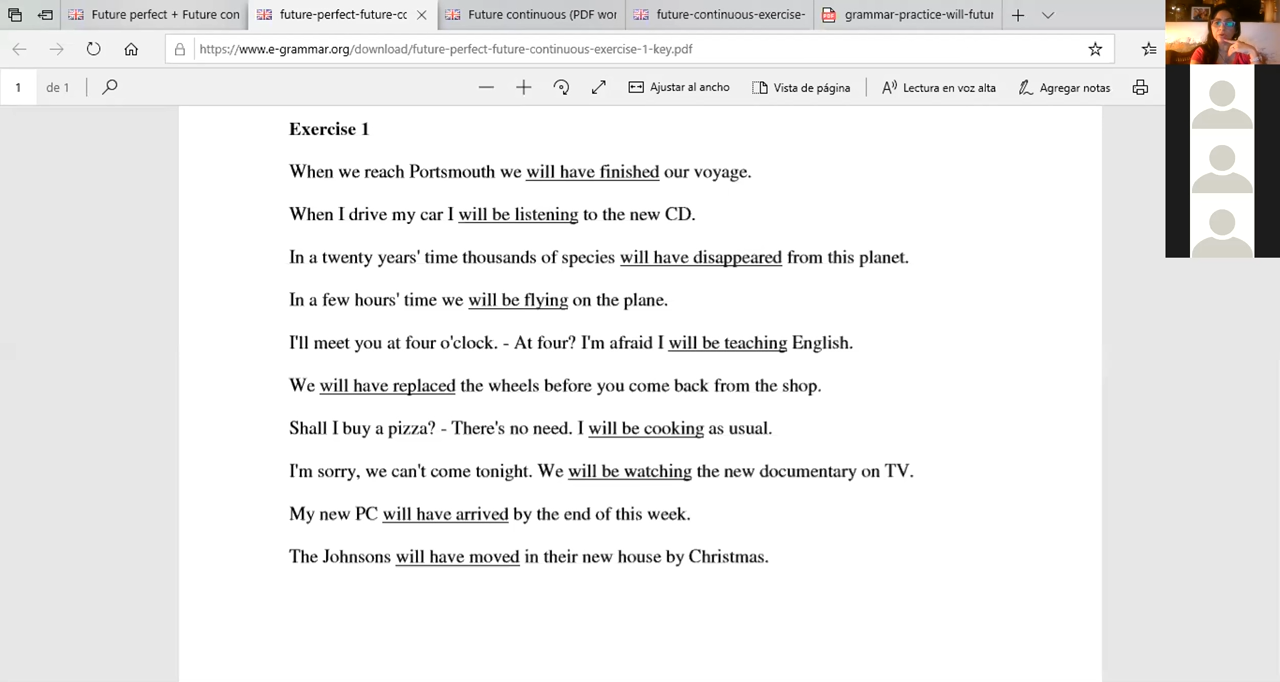 Future perfect + Future con
future-perfect-future-cc
Future continuous (PDF wor
future-continuous-exercise-
grammar-practice-will-futur
https://www.e-grammar.org/download/future-perfect-future-continuous-exercise-1-key.pdf
1 de 1
Ajustar al ancho
Vista de página
Lectura en voz alta
Agregar notas
Exercise 1
When we reach Portsmouth we will have finished our voyage.
When I drive my car I will be listening to the new CD.
In a twenty years' time thousands of species will have disappeared from this planet.
In a few hours' time we will be flying on the plane.
I'll meet you at four o'clock. - At four? I'm afraid I will be teaching English.
We will have replaced the wheels before you come back from the shop.
Shall I buy a pizza? - There's no need. I will be cooking as usual.
I'm sorry, we can't come tonight. We will be watching the new documentary on TV.
My new PC will have arrived by the end of this week.
The Johnsons will have moved in their new house by Christmas.